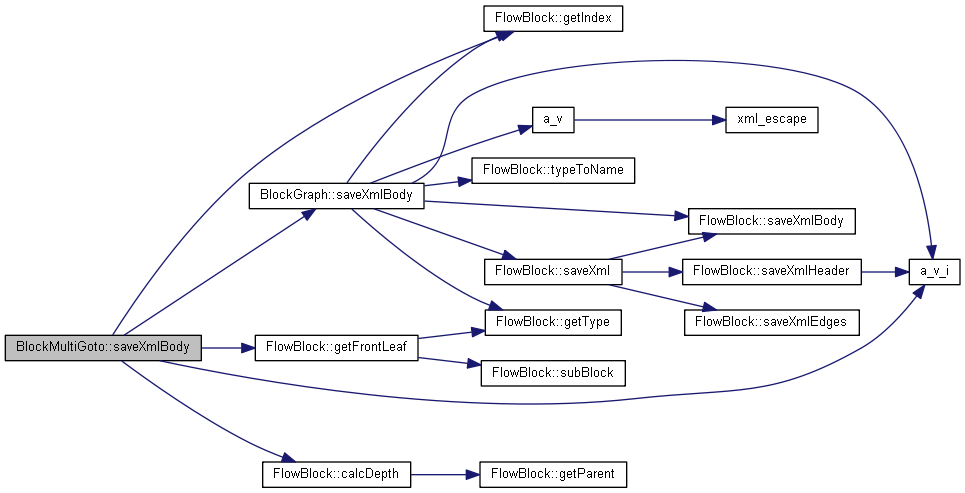 FlowBlock::getIndex
a_v
xml_escape
FlowBlock::typeToName
BlockGraph::saveXmlBody
FlowBlock::saveXmlBody
FlowBlock::saveXml
FlowBlock::saveXmlHeader
a_v_i
FlowBlock::getType
FlowBlock::saveXmlEdges
BlockMultiGoto::saveXmlBody
FlowBlock::getFrontLeaf
FlowBlock::subBlock
FlowBlock::calcDepth
FlowBlock::getParent